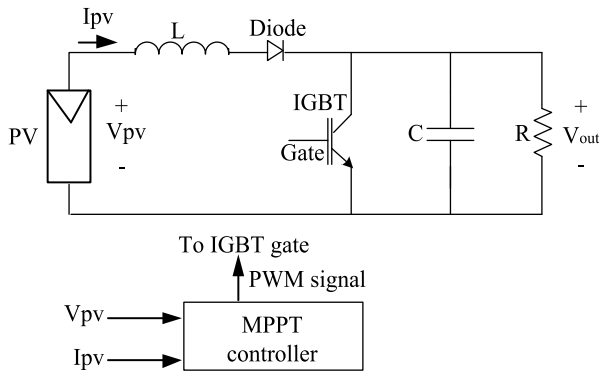 Ipv
L
Diode
PV
+
Vpv
-
IGBT
Gate
C
R
+
Vout
-
To IGBT gate
PWM signal
Vpv
Ipv
MPPT
controller